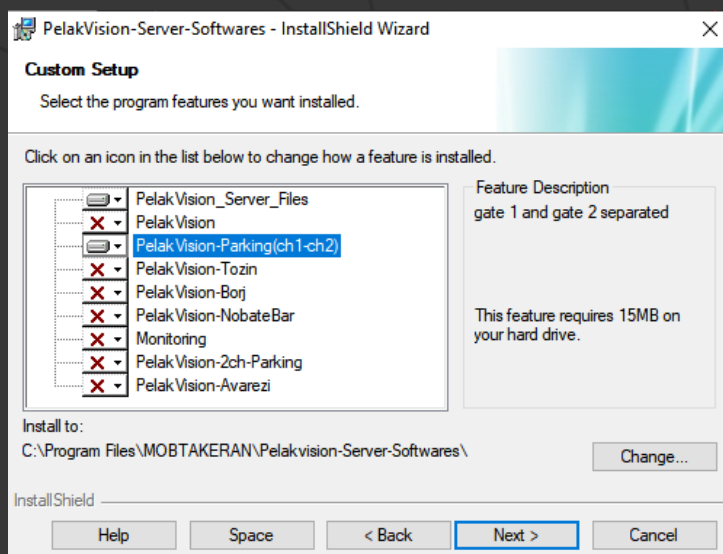 PelakVision-Server-Softwares - InstallShield Wizard
Custom Setup
Select the program features you want installed.
Click on an icon in the list below to change how a feature is installed.
PelakVision_Server_Files
PelakVision
PelakVision-Parking(ch1-ch2)
PelakVision-Tozin
PelakVision-Borj
PelakVision-NobateBar
Monitoring
PelakVision-2ch-Parking
PelakVision-Avarezi
Feature Description
gate 1 and gate 2 separated
This feature requires 15MB on
your hard drive.
Install to:
C:\Program Files\MOBTAKERAN\Pelakvision-Server-Softwares\
Change...
InstallShield
Help
Space
< Back
Next >
Cancel